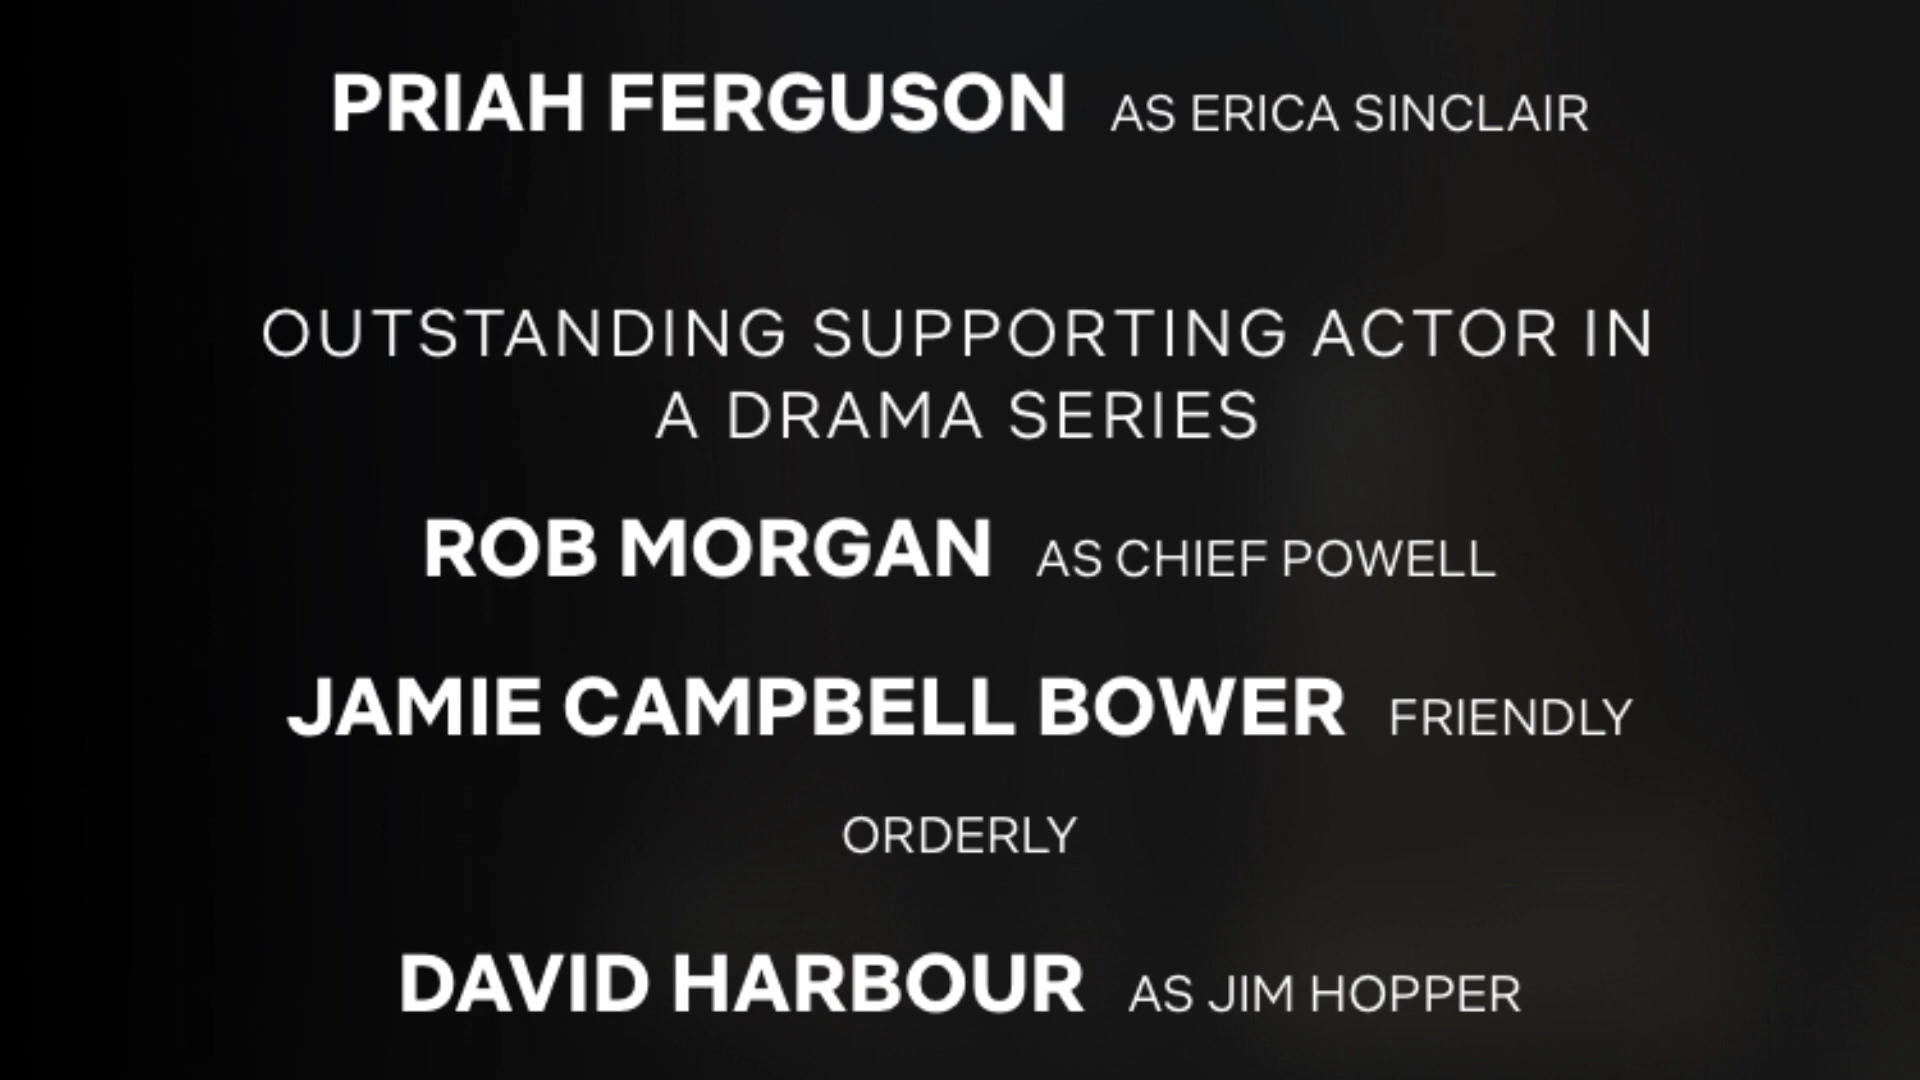 PRIAH FERGUSON AS ERICA SINCLAIR
OUTSTANDING SUPPORTING ACTOR IN
A DRAMA SERIES
ROB MORGAN AS CHIEF POWELL
JAMIE CAMPBELL BOWER FRIENDLY
ORDERLY
DAVID HARBOUR AS JIM HOPPER